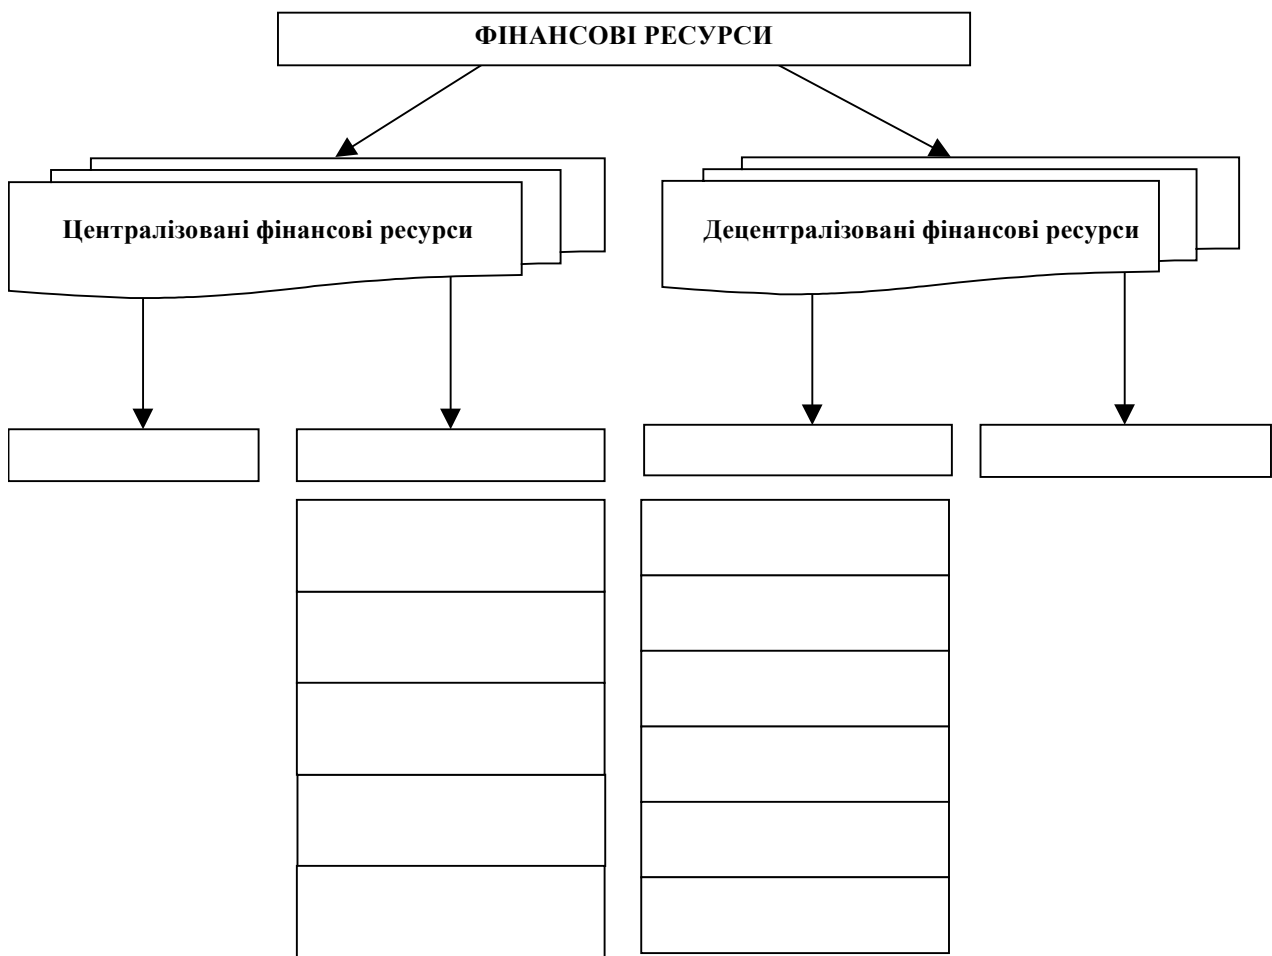 ФІНАНСОВІ РЕСУРСИ
Централізовані фінансові ресурси
Децентралізовані фінансові ресурси